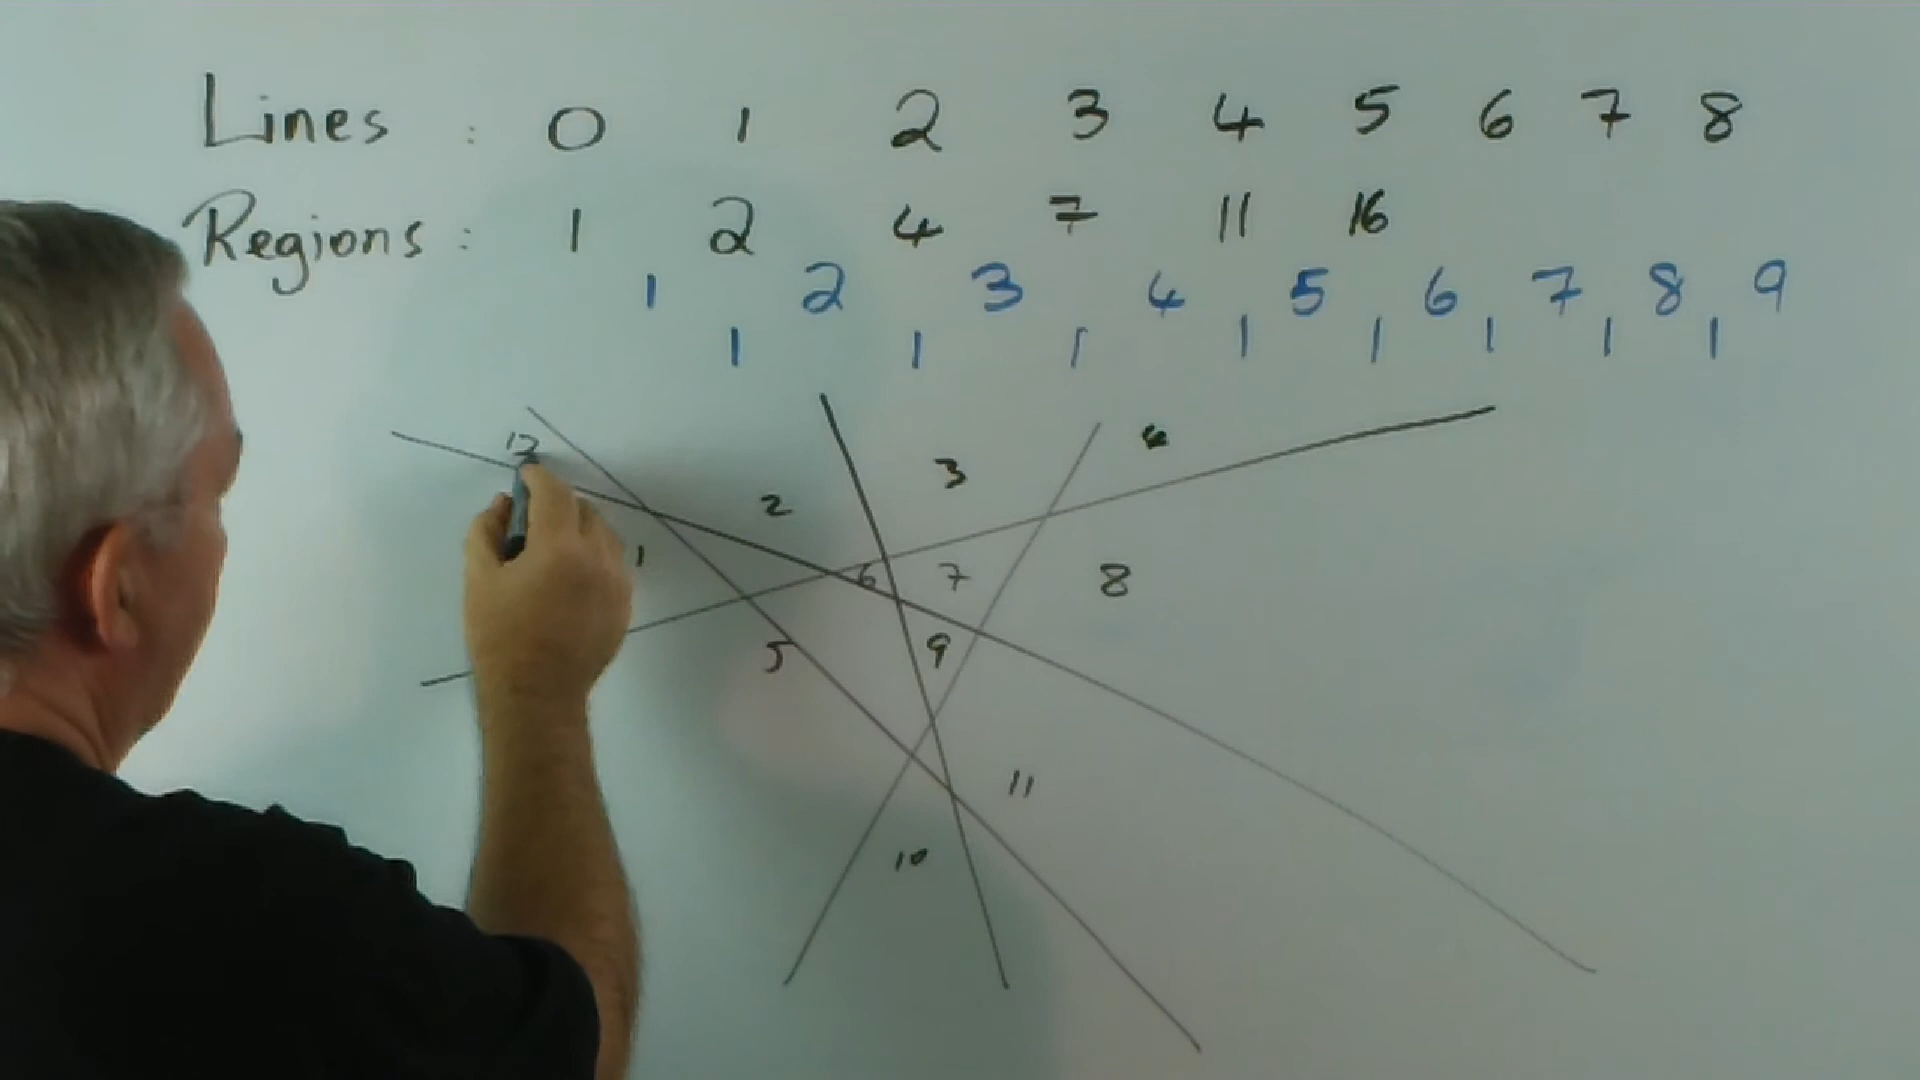 Lines : 0 1 2 3 4 5 6 7 8
Regions : 1 2 4 7 11 16
1 2 3 4 5 6 7 8 9
1 1 1 1 1 1 1 1
12 3 4
2
1 6 7 8
5 9
11
10